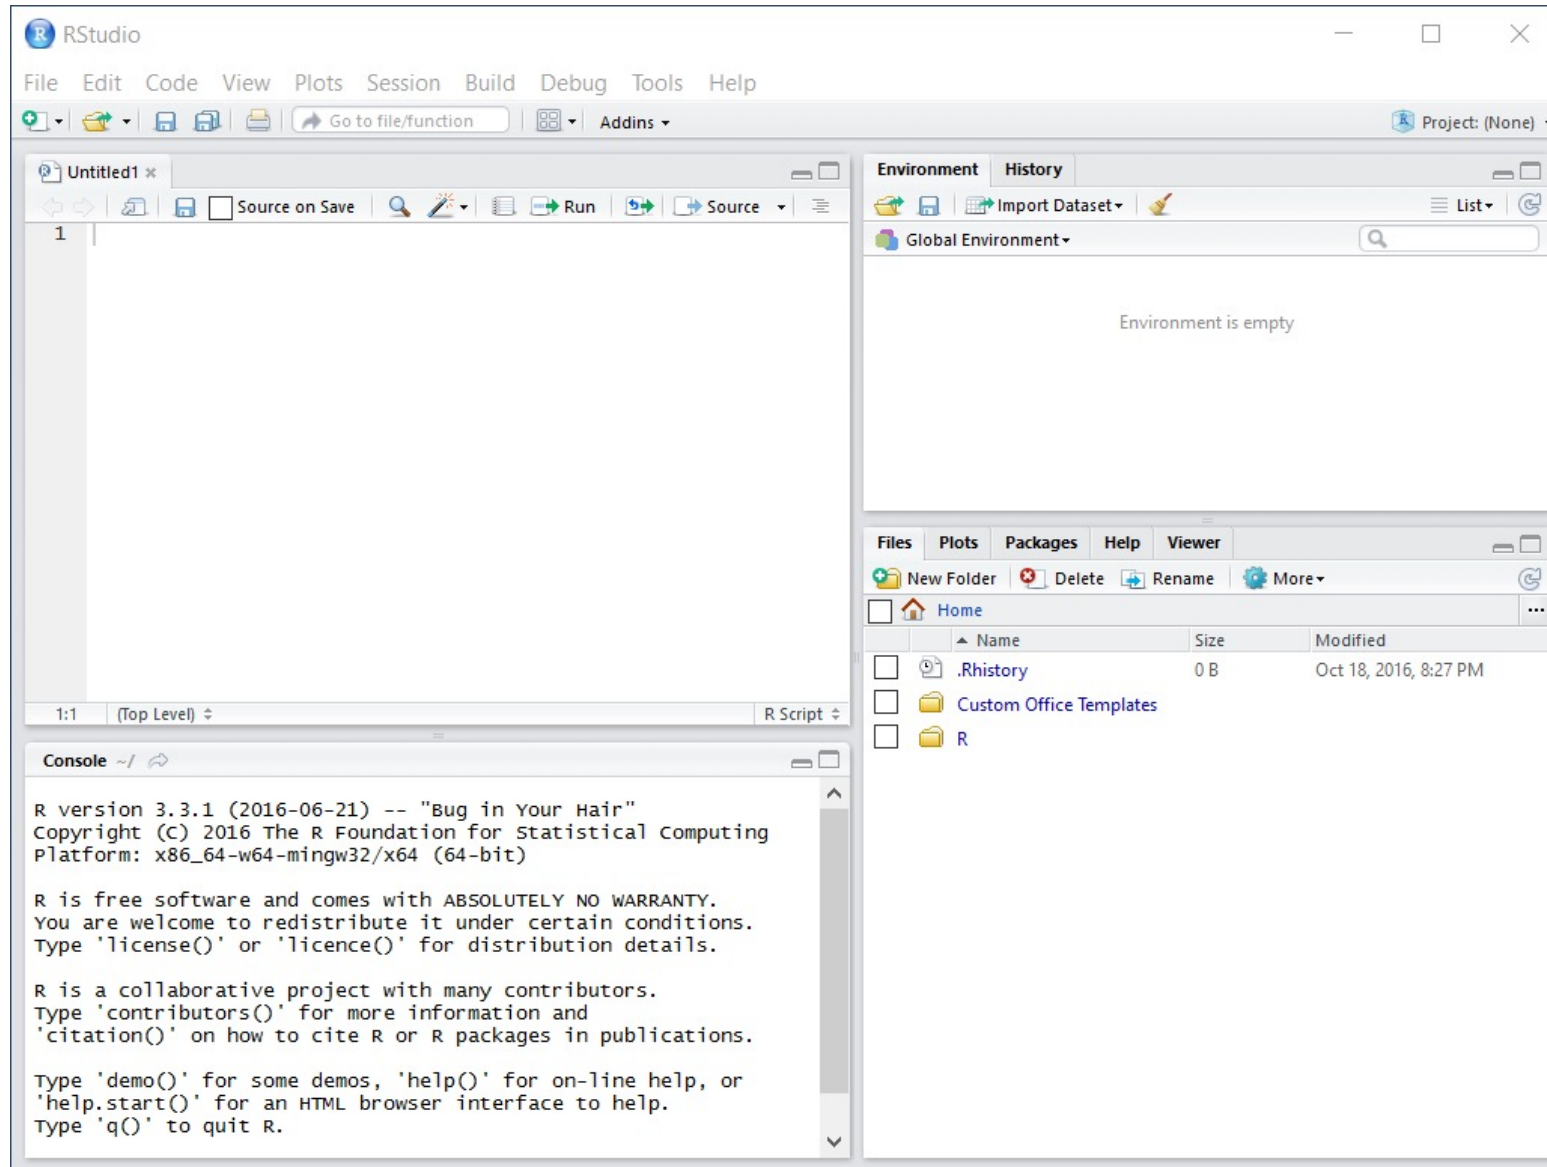 RStudio
File Edit Code View Plots Session Build Debug Tools Help
Go to file/function Addins Project: (None)
Untitled1
Source on Save Run Source
1
1:1 (Top Level) R Script
Console ~/
R version 3.3.1 (2016-06-21) -- "Bug in Your Hair"
Copyright (C) 2016 The R Foundation for Statistical Computing
Platform: x86_64-w64-mingw32/x64 (64-bit)
R is free software and comes with ABSOLUTELY NO WARRANTY.
You are welcome to redistribute it under certain conditions.
Type 'license()' or 'licence()' for distribution details.
R is a collaborative project with many contributors.
Type 'contributors()' for more information and
'citation()' on how to cite R or R packages in publications.
Type 'demo()' for some demos, 'help()' for on-line help, or
'help.start()' for an HTML browser interface to help.
Type 'q()' to quit R.
Environment History
Import Dataset List
Global Environment
Environment is empty
Files Plots Packages Help Viewer
New Folder Delete Rename More
Home ...
Name Size Modified
.Rhistory 0 B Oct 18, 2016, 8:27 PM
Custom Office Templates
R